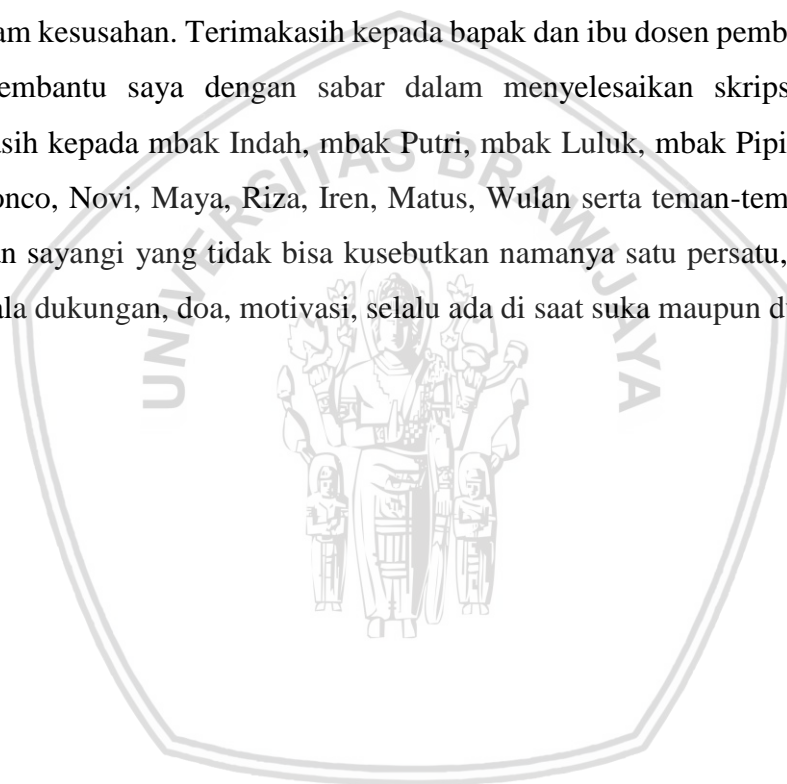 am kesusahan. Terimakasih kepada bapak dan ibu dosen pemb
embantu saya dengan sabar dalam menyelesaikan skrips
asih kepada mbak Indah, mbak Putri, mbak Luluk, mbak Pipi
onco, Novi, Maya, Riza, Iren, Matus, Wulan serta teman-tem
n sayangi yang tidak bisa kusebutkan namanya satu persatu,
ala dukungan, doa, motivasi, selalu ada di saat suka maupun d
UNIVERSITAS BRAWIJAYA